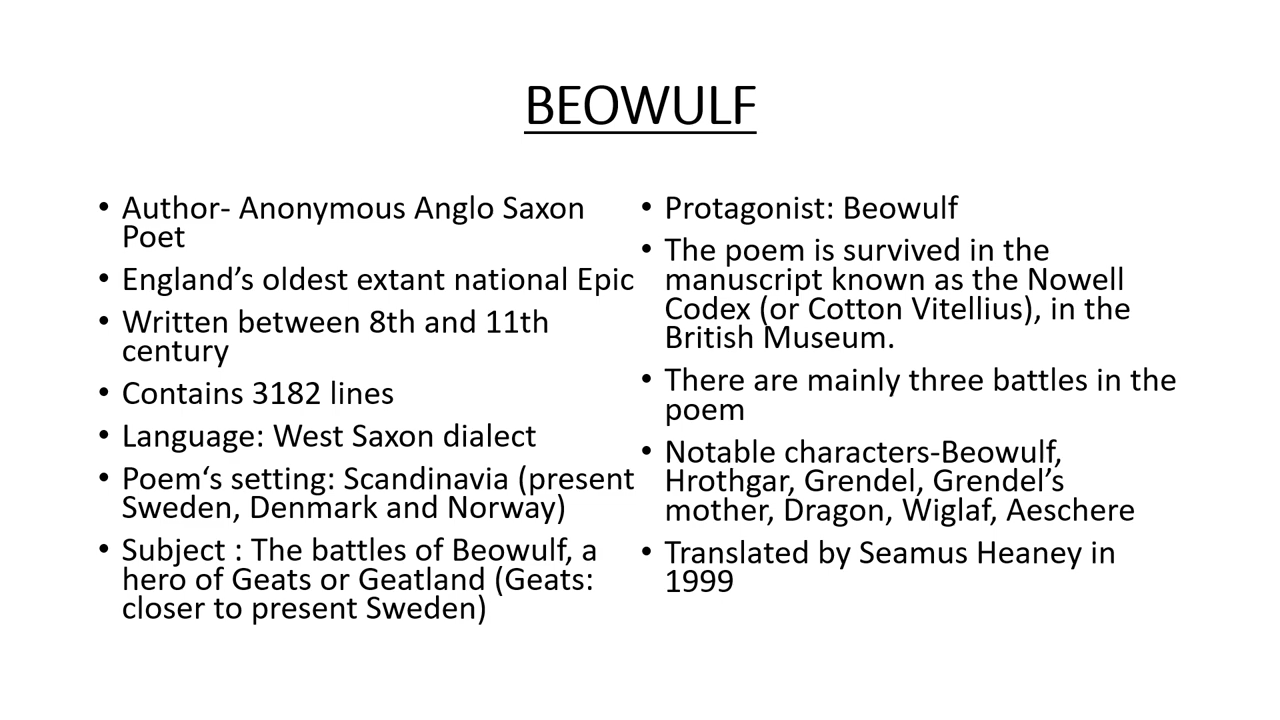 BEOWULF
• Author- Anonymous Anglo Saxon
Poet
• England’s oldest extant national Epic
• Written between 8th and 11th
century
• Contains 3182 lines
• Language: West Saxon dialect
• Poem‘s setting: Scandinavia (present
Sweden, Denmark and Norway)
• Subject : The battles of Beowulf, a
hero of Geats or Geatland (Geats:
closer to present Sweden)
• Protagonist: Beowulf
• The poem is survived in the
manuscript known as the Nowell
Codex (or Cotton Vitellius), in the
British Museum.
• There are mainly three battles in the
poem
• Notable characters-Beowulf,
Hrothgar, Grendel, Grendel’s
mother, Dragon, Wiglaf, Aeschere
• Translated by Seamus Heaney in
1999